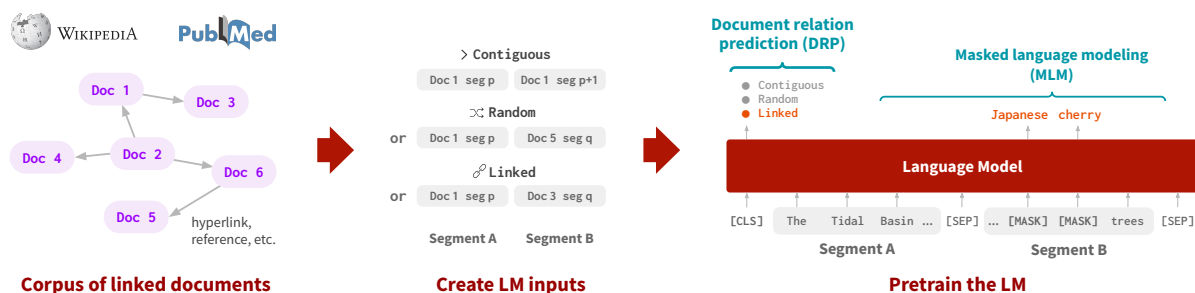 WIKIPEDIA
PubMed
Doc 1
Doc 3
Doc 2
Doc 4
Doc 6
Doc 5
hyperlink,
reference, etc.
Corpus of linked documents
Contiguous
Doc 1 seg p Doc 1 seg p+1
Random
or Doc 1 seg p Doc 5 seg q
Linked
or Doc 1 seg p Doc 3 seg q
Segment A Segment B
Create LM inputs
Document relation
prediction (DRP)
Contiguous
Random
Linked
Masked language modeling
(MLM)
Japanese cherry
Language Model
[CLS] The Tidal Basin ... [SEP] ... [MASK] [MASK] trees [SEP]
Segment A Segment B
Pretrain the LM